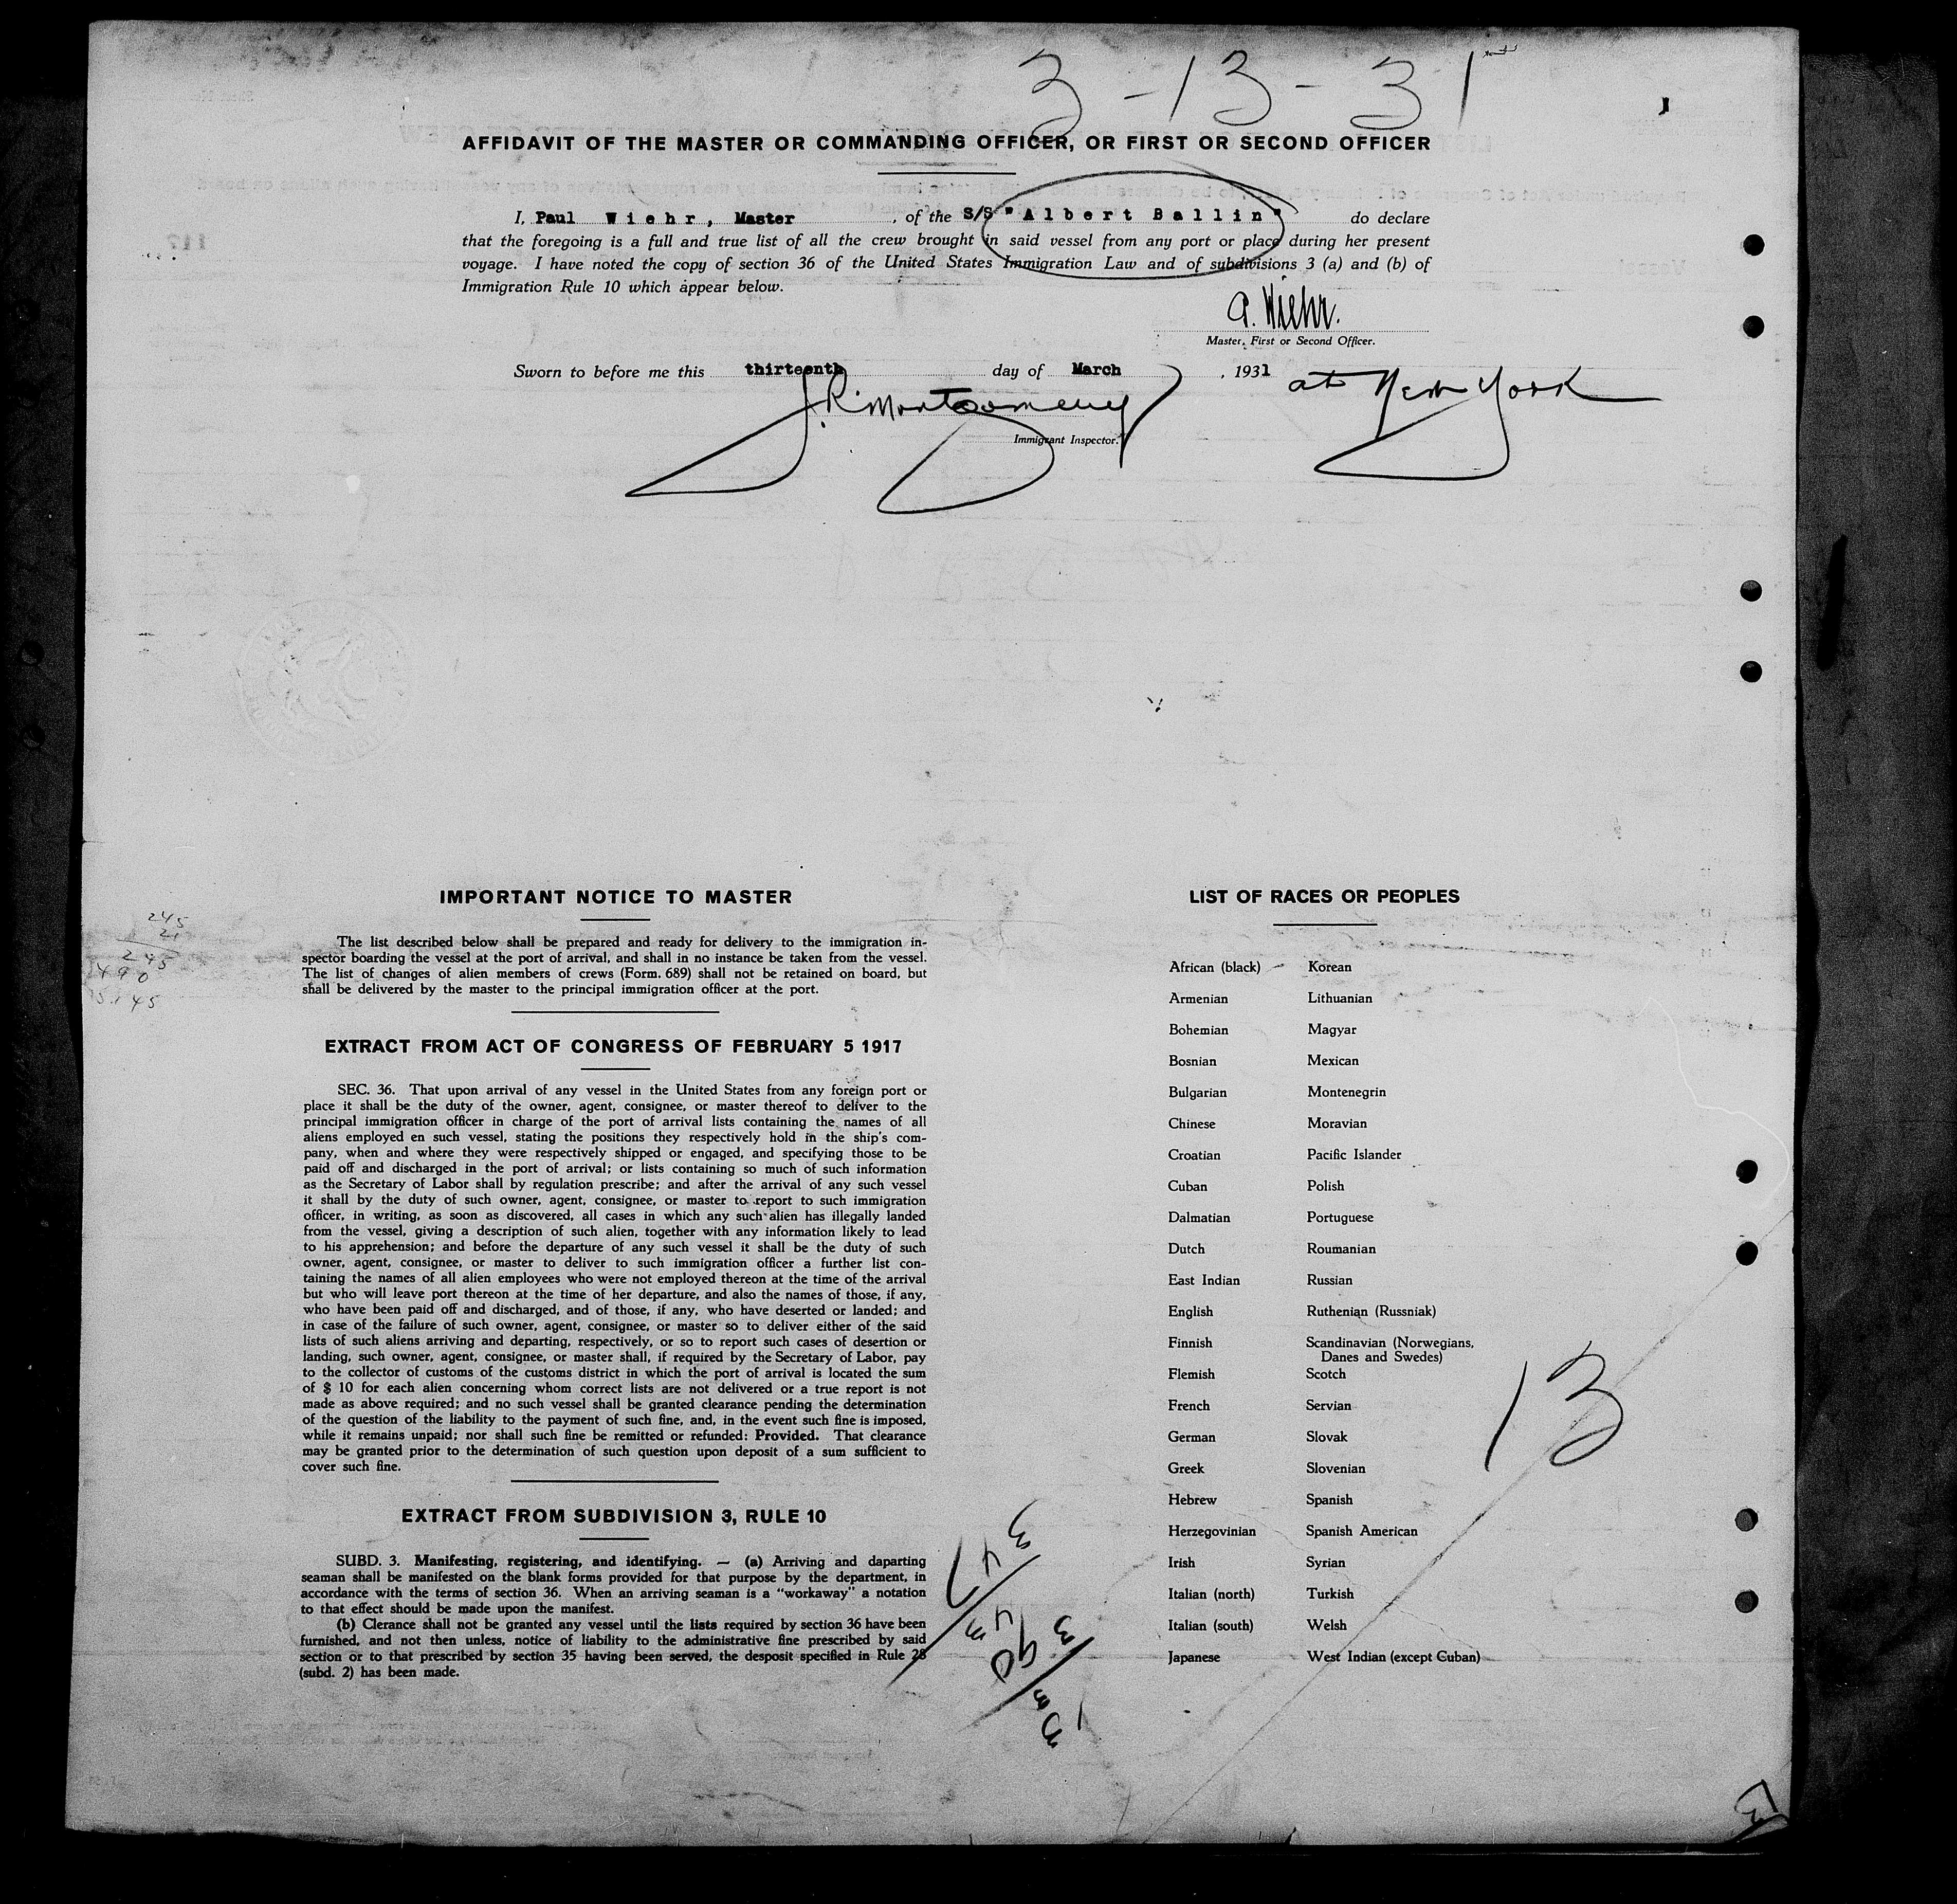 3-13-31
AFFIDAVIT OF THE MASTER OR COMMANDING OFFICER, OR FIRST OR SECOND OFFICER
I, Paul Wiehr, Master, of the S/S "Albert Ballin" do declare
that the foregoing is a full and true list of all the crew brought in said vessel from any port or place during her present
voyage. I have noted the copy of section 36 of the United States Immigration Law and of subdivisions 3 (a) and (b) of
Immigration Rule 10 which appear below.
P. Wiehr.
Master, First or Second Officer.
Sworn to before me this thirteenth day of March, 1931 at New York
J. R. Montgomery
Immigrant Inspector.
IMPORTANT NOTICE TO MASTER
The list described below shall be prepared and ready for delivery to the immigration in-
spector boarding the vessel at the port of arrival, and shall in no instance be taken from the vessel.
The list of changes of alien members of crews (Form. 689) shall not be retained on board, but
shall be delivered by the master to the principal immigration officer at the port.
245
21
245
490
5145
EXTRACT FROM ACT OF CONGRESS OF FEBRUARY 5 1917
SEC. 36. That upon arrival of any vessel in the United States from any foreign port or
place it shall be the duty of the owner, agent, consignee, or master thereof to deliver to the
principal immigration officer in charge of the port of arrival lists containing the names of all
aliens employed en such vessel, stating the positions they respectively hold in the ship's com-
pany, when and where they were respectively shipped or engaged, and specifying those to be
paid off and discharged in the port of arrival; or lists containing so much of such information
as the Secretary of Labor shall by regulation prescribe; and after the arrival of any such vessel
it shall by the duty of such owner, agent, consignee, or master to report to such immigration
officer, in writing, as soon as discovered, all cases in which any such alien has illegally landed
from the vessel, giving a description of such alien, together with any information likely to lead
to his apprehension; and before the departure of any such vessel it shall be the duty of such
owner, agent, consignee, or master to deliver to such immigration officer a further list con-
taining the names of all alien employees who were not employed thereon at the time of the arrival
but who will leave port thereon at the time of her departure, and also the names of those, if any,
who have been paid off and discharged, and of those, if any, who have deserted or landed; and
in case of the failure of such owner, agent, consignee, or master so to deliver either of the said
lists of such aliens arriving and departing, respectively, or so to report such cases of desertion or
landing, such owner, agent, consignee, or master shall, if required by the Secretary of Labor, pay
to the collector of customs of the customs district in which the port of arrival is located the sum
of $ 10 for each alien concerning whom correct lists are not delivered or a true report is not
made as above required; and no such vessel shall be granted clearance pending the determination
of the question of the liability to the payment of such fine, and, in the event such fine is imposed,
while it remains unpaid; nor shall such fine be remitted or refunded: Provided. That clearance
may be granted prior to the determination of such question upon deposit of a sum sufficient to
cover such fine.
EXTRACT FROM SUBDIVISION 3, RULE 10
SUBD. 3. Manifesting, registering, and identifying. — (a) Arriving and daparting
seaman shall be manifested on the blank forms provided for that purpose by the department, in
accordance with the terms of section 36. When an arriving seaman is a "workaway" a notation
to that effect should be made upon the manifest.
(b) Clerance shall not be granted any vessel until the lists required by section 36 have been
furnished, and not then unless, notice of liability to the administrative fine prescribed by said
section or to that prescribed by section 35 having been served, the desposit specified in Rule 28
(subd. 2) has been made.
LIST OF RACES OR PEOPLES
African (black) Korean
Armenian Lithuanian
Bohemian Magyar
Bosnian Mexican
Bulgarian Montenegrin
Chinese Moravian
Croatian Pacific Islander
Cuban Polish
Dalmatian Portuguese
Dutch Roumanian
East Indian Russian
English Ruthenian (Russniak)
Finnish Scandinavian (Norwegians,
Danes and Swedes)
Flemish Scotch
French Servian
German Slovak
Greek Slovenian
Hebrew Spanish
Herzegovinian Spanish American
Irish Syrian
Italian (north) Turkish
Italian (south) Welsh
Japanese West Indian (except Cuban)
13